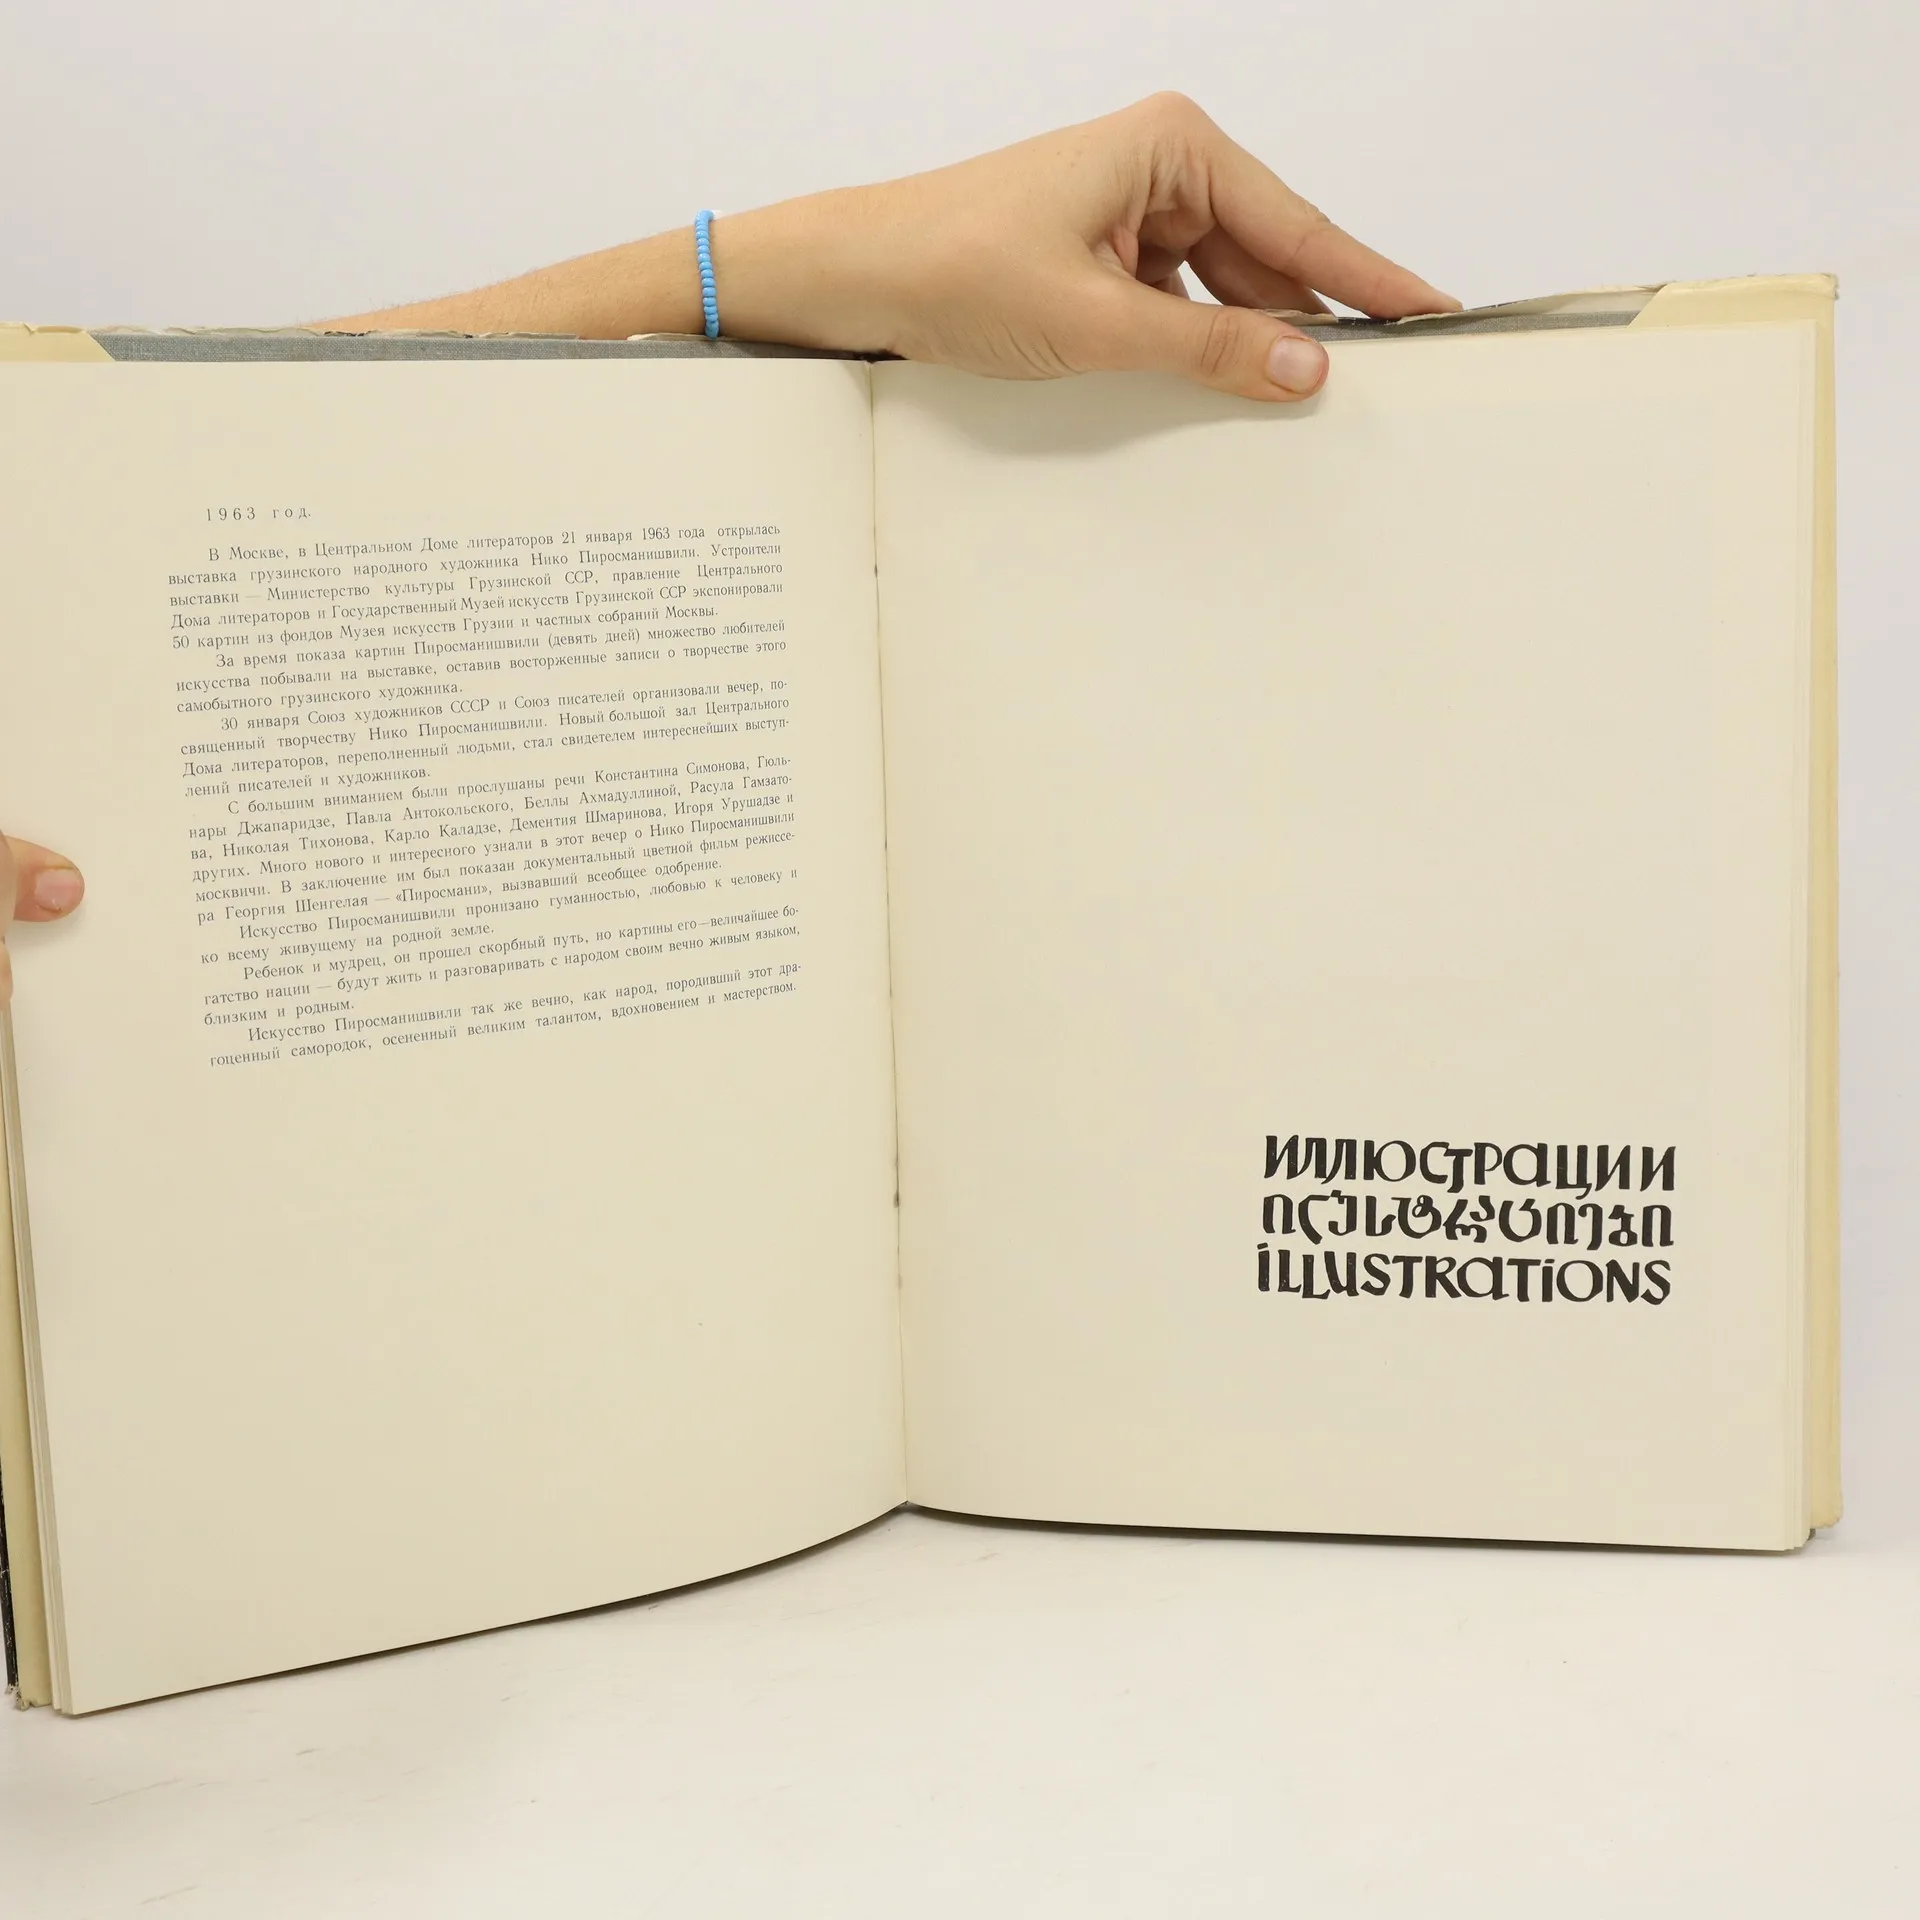 1963 год.
В Москве, в Центральном Доме литераторов 21 января 1963 года открылась
выставка грузинского народного художника Нико Пиросманишвили. Устроители
выставки — Министерство культуры Грузинской ССР, правление Центрального
Дома литераторов и Государственный Музей искусств Грузинской ССР экспонировали
50 картин из фондов Музея искусств Грузии и частных собраний Москвы.
За время показа картин Пиросманишвили (девять дней) множество любителей
искусства побывали на выставке, оставив восторженные записи о творчестве этого
самобытного грузинского художника.
30 января Союз художников СССР и Союз писателей организовали вечер, по-
священный творчеству Нико Пиросманишвили. Новый большой зал Центрального
Дома литераторов, переполненный людьми, стал свидетелем интереснейших выступ-
лений писателей и художников.
С большим вниманием были прослушаны речи Константина Симонова, Гюль-
нары Джапаридзе, Павла Антокольского, Беллы Ахмадуллиной, Расула Гамзато-
ва, Николая Тихонова, Карло Каладзе, Дементия Шмаринова, Игоря Урушадзе и
других. Много нового и интересного узнали в этот вечер о Нико Пиросманишвили
москвичи. В заключение им был показан документальный цветной фильм режиссе-
ра Георгия Шенгелая — «Пиросмани», вызвавший всеобщее одобрение.
Искусство Пиросманишвили пронизано гуманностью, любовью к человеку и
ко всему живущему на родной земле.
Ребенок и мудрец, он прошел скорбный путь, но картины его—величайшее бо-
гатство нации — будут жить и разговаривать с народом своим вечно живым языком,
близким и родным.
Искусство Пиросманишвили так же вечно, как народ, породивший этот дра-
гоценный самородок, осененный великим талантом, вдохновением и мастерством.
ИЛЛЮСТРАЦИИ
ილუსტრაციები
ILLUSTRATIONS